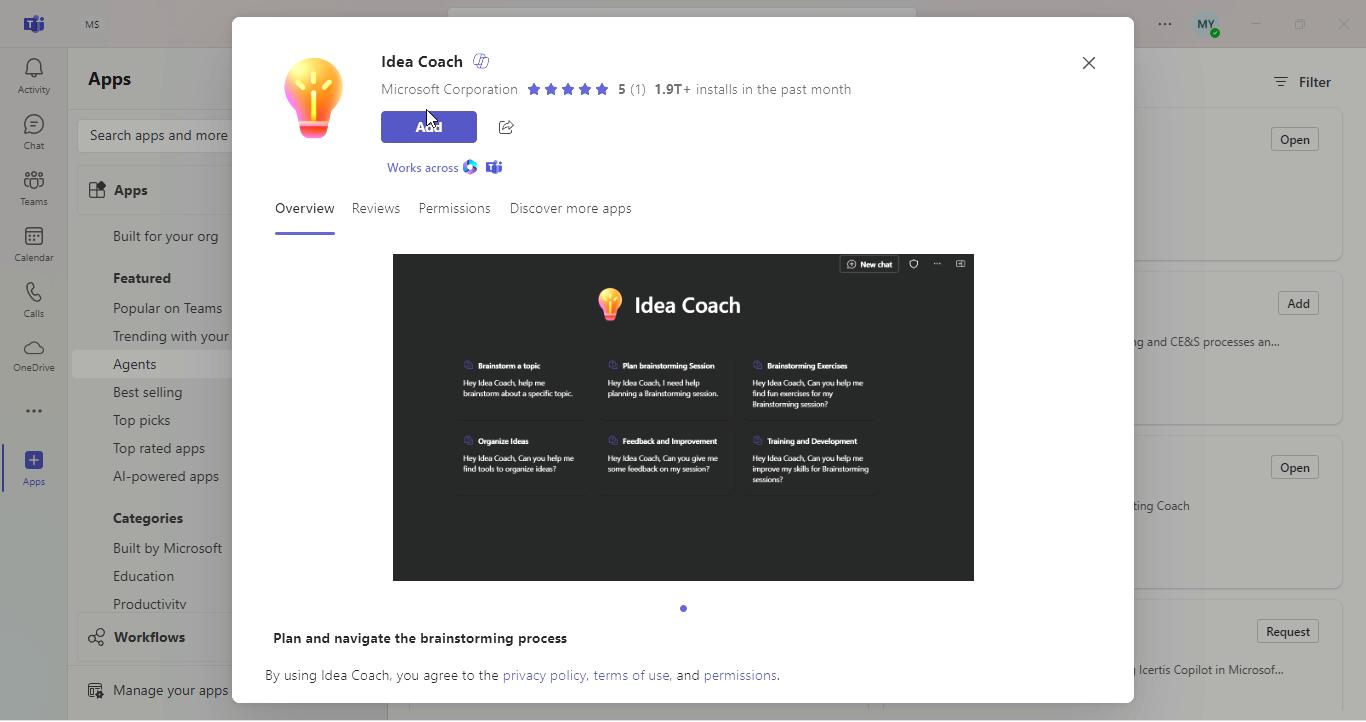 MS
MY
Activity
Chat
Teams
Calendar
Calls
OneDrive
Apps
Apps
Search apps and more
Apps
Built for your org
Featured
Popular on Teams
Trending with your
Agents
Best selling
Top picks
Top rated apps
AI-powered apps
Categories
Built by Microsoft
Education
Productivity
Workflows
Manage your apps
Idea Coach
Microsoft Corporation 5 (1) 1.9T+ installs in the past month
Add
Works across
Overview Reviews Permissions Discover more apps
New chat
Idea Coach
Brainstorm a topic
Hey Idea Coach, help me
brainstorm about a specific topic.
Plan brainstorming Session
Hey Idea Coach, I need help
planning a Brainstorming session.
Brainstorming Exercises
Hey Idea Coach, Can you help me
find fun exercises for my
Brainstorming session?
Organize Ideas
Hey Idea Coach, Can you help me
find tools to organize ideas?
Feedback and Improvement
Hey Idea Coach, Can you give me
some feedback on my session?
Training and Development
Hey Idea Coach, Can you help me
improve my skills for Brainstorming
sessions?
Plan and navigate the brainstorming process
By using Idea Coach, you agree to the privacy policy, terms of use, and permissions.
Filter
Open
Add
ng and CE&S processes an...
Open
ting Coach
Request
Icertis Copilot in Microsof...